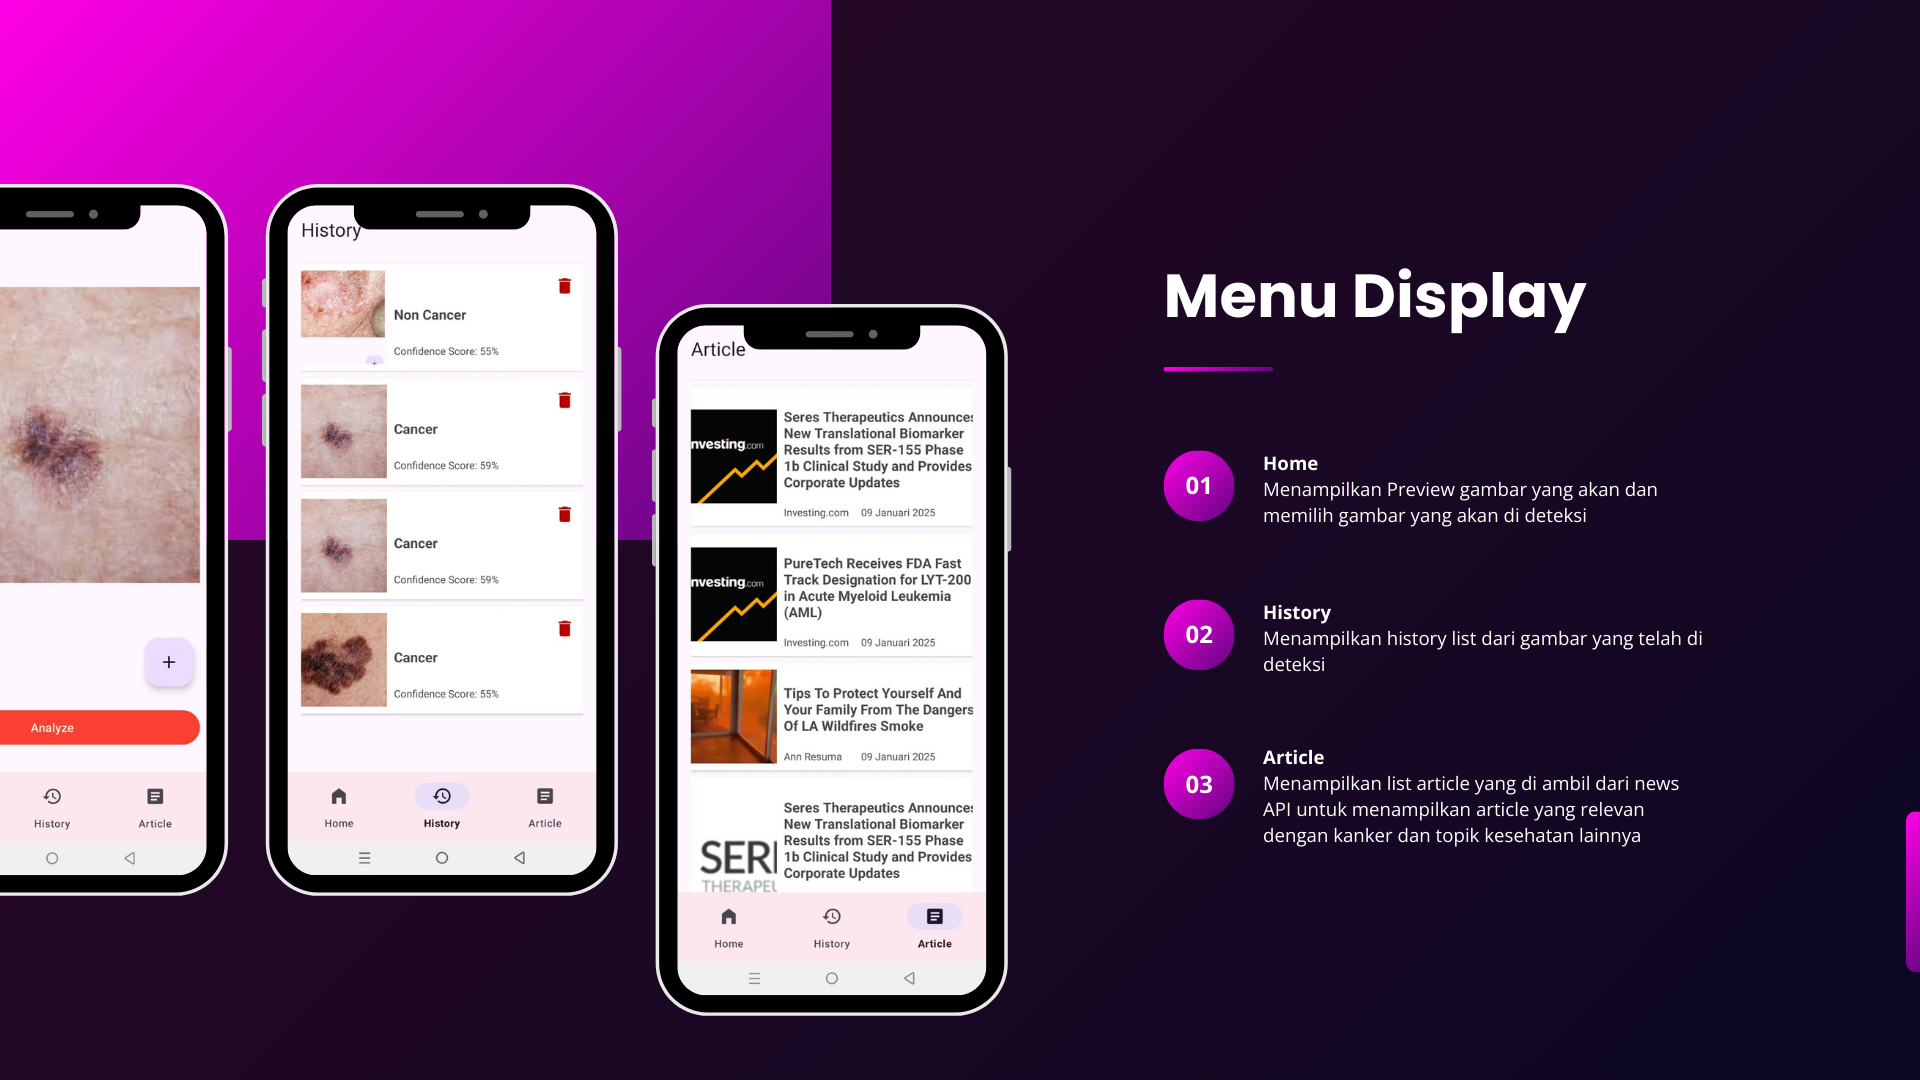 Analyze
History
Article
History
Non Cancer
Confidence Score: 55%
Cancer
Confidence Score: 59%
Cancer
Confidence Score: 59%
Cancer
Confidence Score: 55%
Home
History
Article
Article
nvesting.com
Seres Therapeutics Announces
New Translational Biomarker
Results from SER-155 Phase
1b Clinical Study and Provides
Corporate Updates
Investing.com 09 Januari 2025
nvesting.com
PureTech Receives FDA Fast
Track Designation for LYT-200
in Acute Myeloid Leukemia
(AML)
Investing.com 09 Januari 2025
Tips To Protect Yourself And
Your Family From The Dangers
Of LA Wildfires Smoke
Ann Resuma 09 Januari 2025
SER
THERAPEU
Seres Therapeutics Announces
New Translational Biomarker
Results from SER-155 Phase
1b Clinical Study and Provides
Corporate Updates
Home
History
Article
Menu Display
01
Home
Menampilkan Preview gambar yang akan dan
memilih gambar yang akan di deteksi
02
History
Menampilkan history list dari gambar yang telah di
deteksi
03
Article
Menampilkan list article yang di ambil dari news
API untuk menampilkan article yang relevan
dengan kanker dan topik kesehatan lainnya